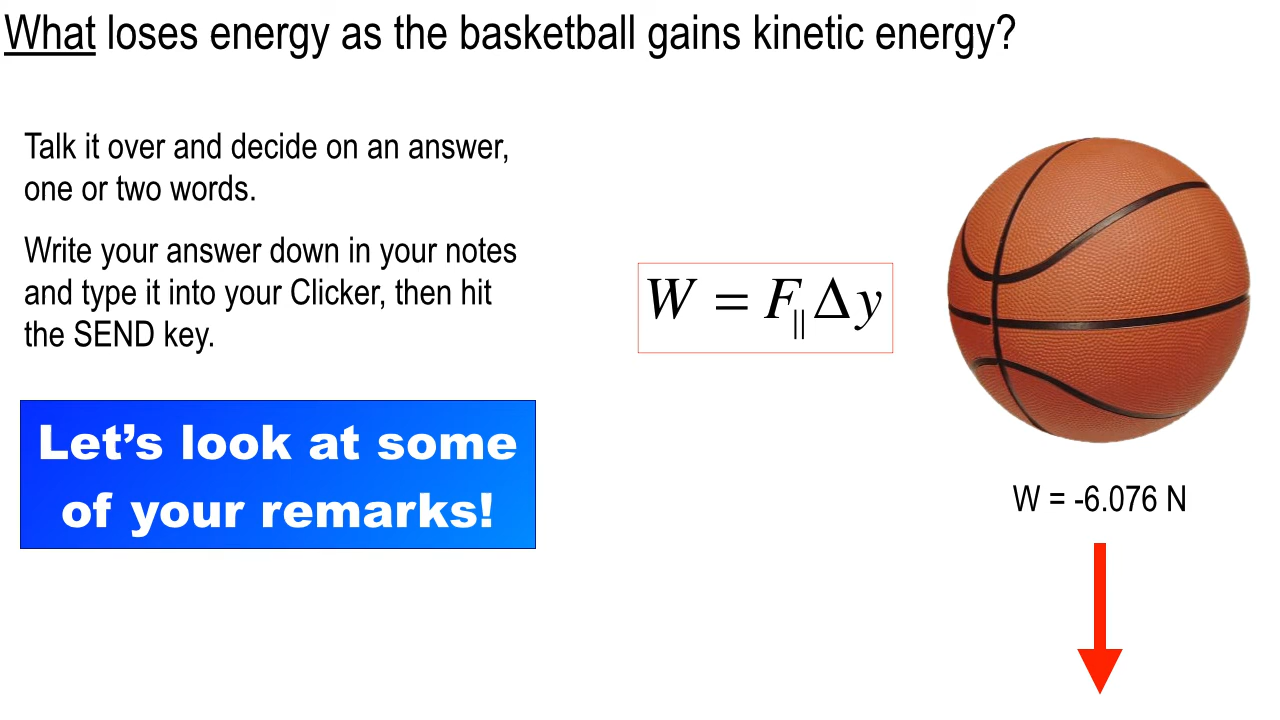 What loses energy as the basketball gains kinetic energy?
Talk it over and decide on an answer,
one or two words.
Write your answer down in your notes
and type it into your Clicker, then hit
the SEND key.
Let’s look at some
of your remarks!
W = F_{||}Δy
W = -6.076 N